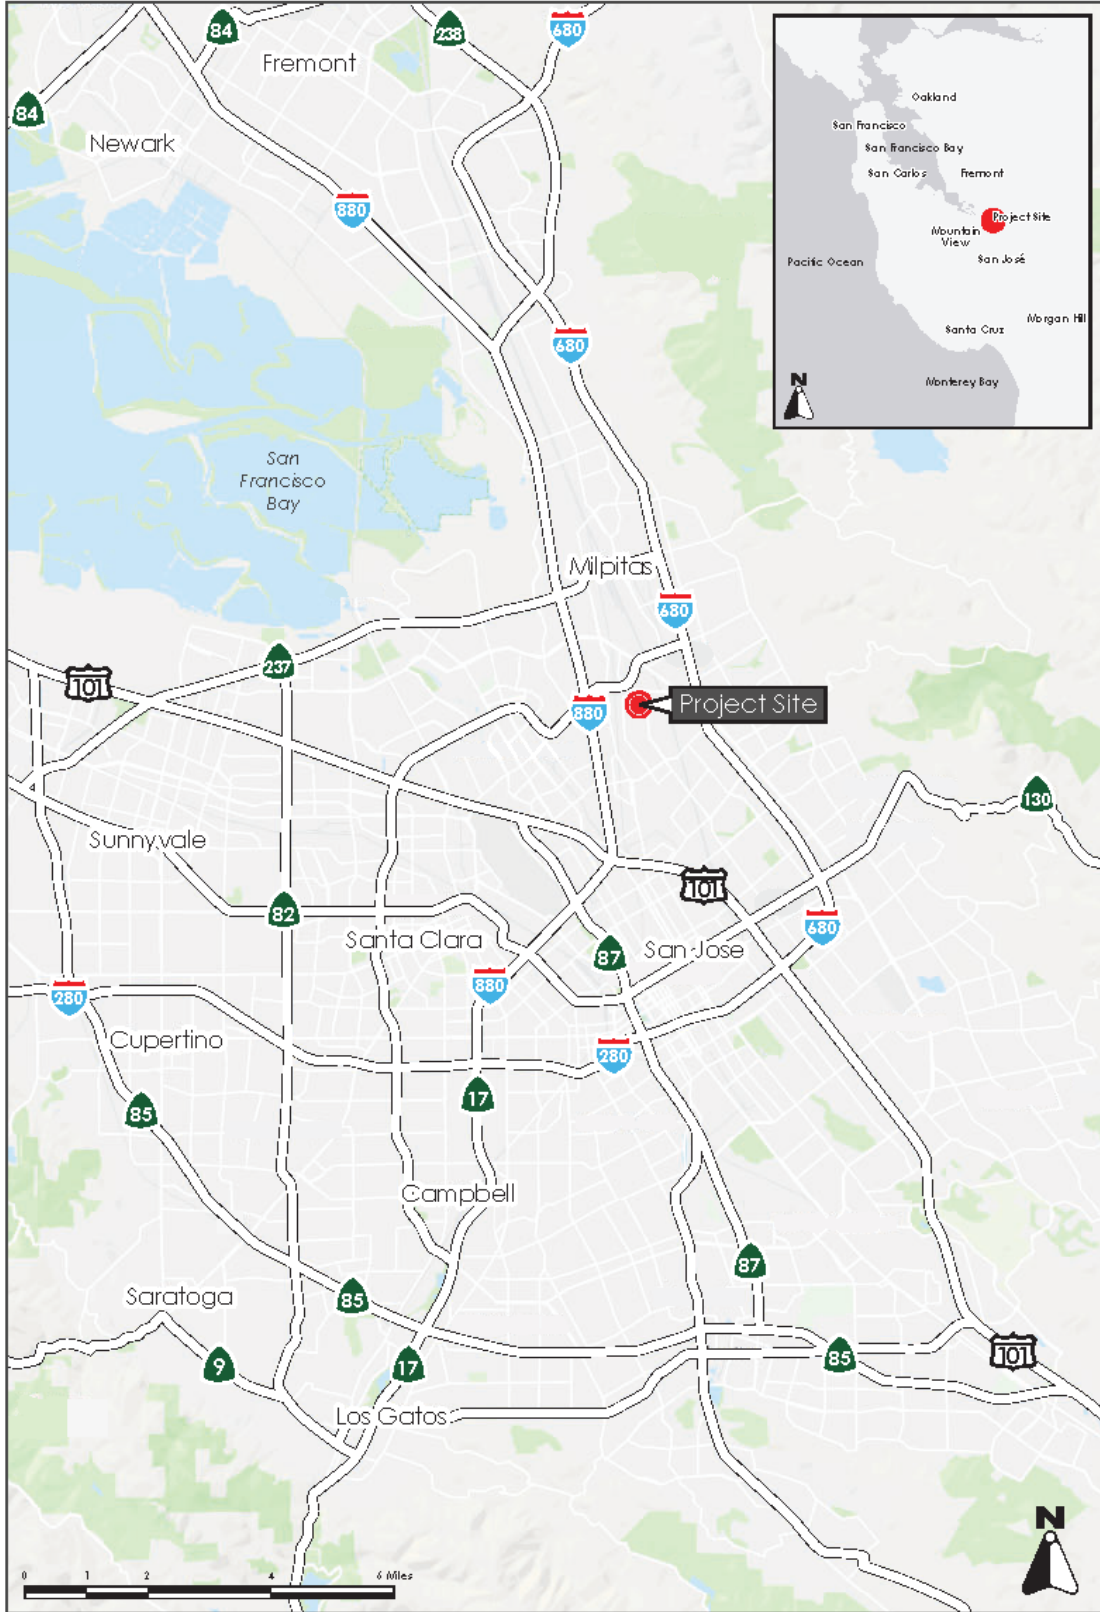 84
238
680
Fremont
84
Newark
880
680
San
Francisco
Bay
Milpitas
680
237
101
880
Project Site
130
Sunnyvale
101
82
680
Santa Clara
87
San Jose
880
280
Cupertino
280
85
17
Campbell
87
Saratoga
85
9
17
85
101
Los Gatos
N
0 1 2 4 6 Miles
Oakland
San Francisco
San Francisco Bay
San Carlos
Fremont
Project Site
Mountain
View
San José
Pacific Ocean
Morgan Hill
Santa Cruz
Monterey Bay
N